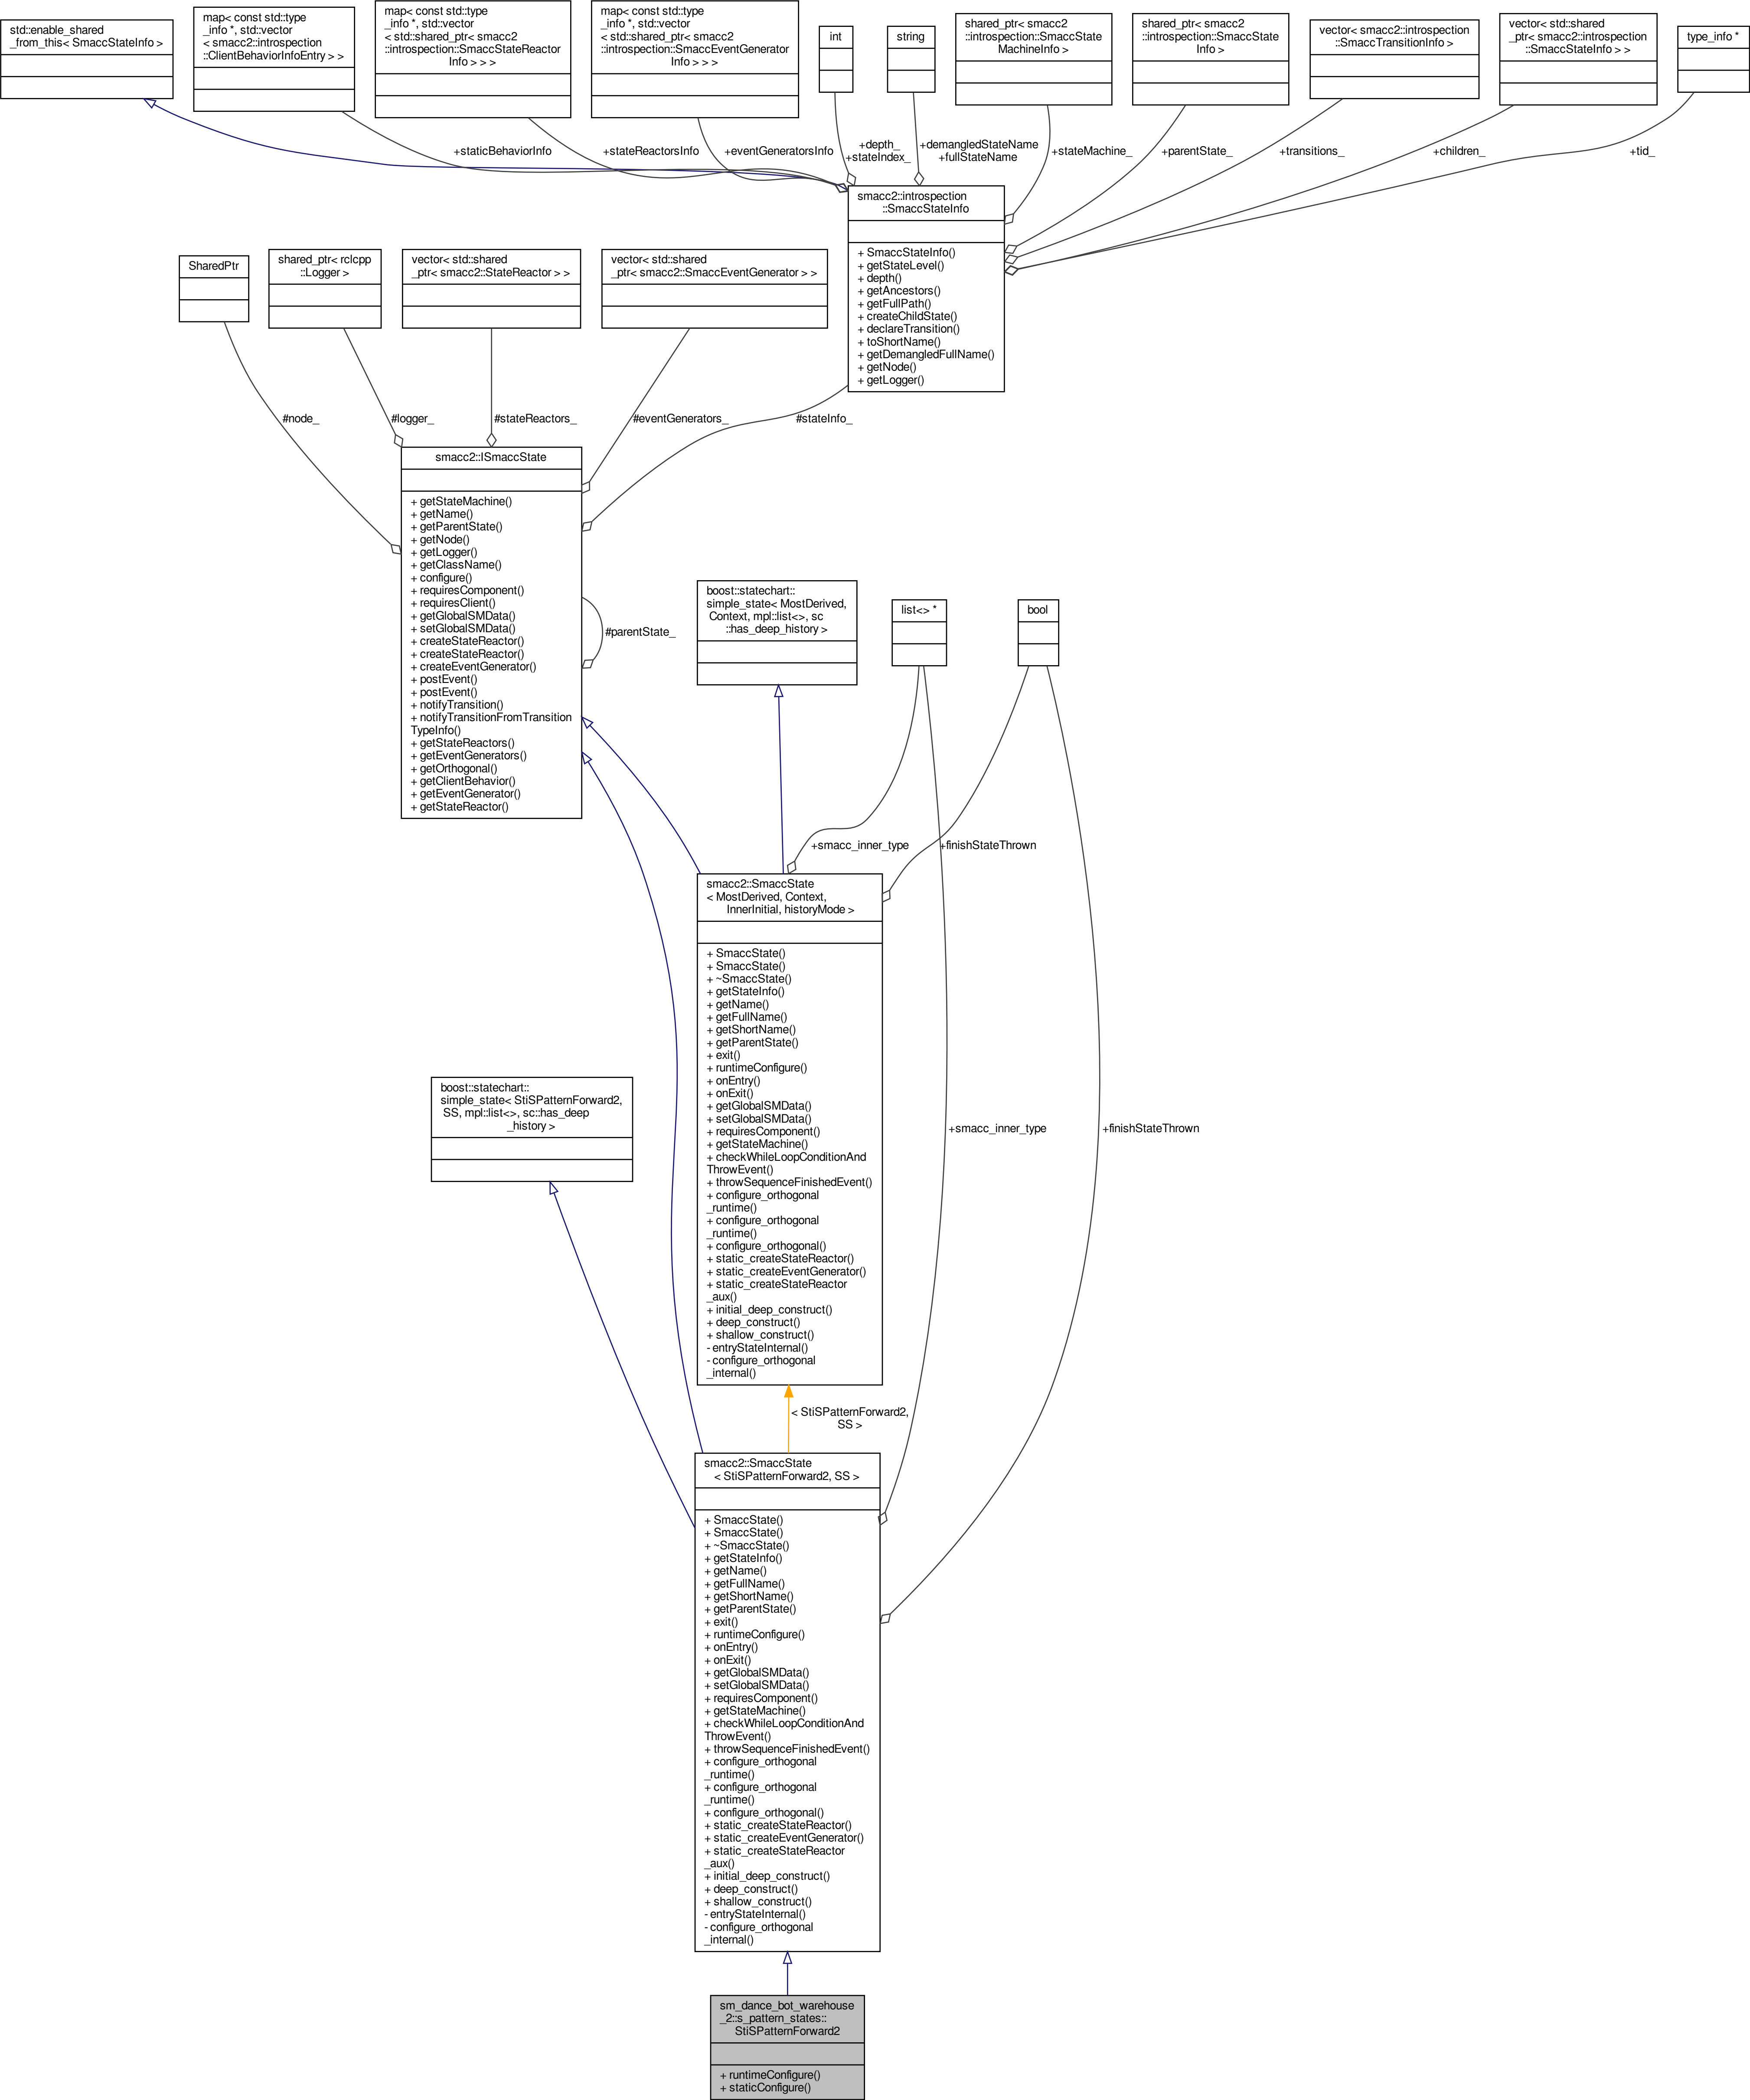 std::enable_shared
_from_this< SmaccStateInfo >
map< const std::type
_info *, std::vector
< smacc2::introspection
::ClientBehaviorInfoEntry > >
map< const std::type
_info *, std::vector
< std::shared_ptr< smacc2
::introspection::SmaccStateReactor
Info > > >
map< const std::type
_info *, std::vector
< std::shared_ptr< smacc2
::introspection::SmaccEventGenerator
Info > > >
int
string
shared_ptr< smacc2
::introspection::SmaccState
MachineInfo >
shared_ptr< smacc2
::introspection::SmaccState
Info >
vector< smacc2::introspection
::SmaccTransitionInfo >
vector< std::shared
_ptr< smacc2::introspection
::SmaccStateInfo > >
type_info *
+staticBehaviorInfo
+stateReactorsInfo
+eventGeneratorsInfo
+depth_
+stateIndex_
+demangledStateName
+fullStateName
+stateMachine_
+parentState_
+transitions_
+children_
+tid_
smacc2::introspection
::SmaccStateInfo
+ SmaccStateInfo()
+ getStateLevel()
+ depth()
+ getAncestors()
+ getFullPath()
+ createChildState()
+ declareTransition()
+ toShortName()
+ getDemangledFullName()
+ getNode()
+ getLogger()
SharedPtr
shared_ptr< rclcpp
::Logger >
vector< std::shared
_ptr< smacc2::StateReactor > >
vector< std::shared
_ptr< smacc2::SmaccEventGenerator > >
#node_
#logger_
#stateReactors_
#eventGenerators_
#stateInfo_
smacc2::ISmaccState
+ getStateMachine()
+ getName()
+ getParentState()
+ getNode()
+ getLogger()
+ getClassName()
+ configure()
+ requiresComponent()
+ requiresClient()
+ getGlobalSMData()
+ setGlobalSMData()
+ createStateReactor()
+ createStateReactor()
+ createEventGenerator()
+ postEvent()
+ postEvent()
+ notifyTransition()
+ notifyTransitionFromTransition
TypeInfo()
+ getStateReactors()
+ getEventGenerators()
+ getOrthogonal()
+ getClientBehavior()
+ getEventGenerator()
+ getStateReactor()
#parentState_
boost::statechart::
simple_state< MostDerived,
Context, mpl::list<>, sc
::has_deep_history >
list<> *
bool
+smacc_inner_type
+finishStateThrown
smacc2::SmaccState
< MostDerived, Context,
InnerInitial, historyMode >
+ SmaccState()
+ SmaccState()
+ ~SmaccState()
+ getStateInfo()
+ getName()
+ getFullName()
+ getShortName()
+ getParentState()
+ exit()
+ runtimeConfigure()
+ onEntry()
+ onExit()
+ getGlobalSMData()
+ setGlobalSMData()
+ requiresComponent()
+ getStateMachine()
+ checkWhileLoopConditionAnd
ThrowEvent()
+ throwSequenceFinishedEvent()
+ configure_orthogonal
_runtime()
+ configure_orthogonal
_runtime()
+ configure_orthogonal()
+ static_createStateReactor()
+ static_createEventGenerator()
+ static_createStateReactor
_aux()
+ initial_deep_construct()
+ deep_construct()
+ shallow_construct()
- entryStateInternal()
- configure_orthogonal
_internal()
boost::statechart::
simple_state< StiSPatternForward2,
SS, mpl::list<>, sc::has_deep
_history >
+smacc_inner_type
+finishStateThrown
< StiSPatternForward2,
SS >
smacc2::SmaccState
< StiSPatternForward2, SS >
+ SmaccState()
+ SmaccState()
+ ~SmaccState()
+ getStateInfo()
+ getName()
+ getFullName()
+ getShortName()
+ getParentState()
+ exit()
+ runtimeConfigure()
+ onEntry()
+ onExit()
+ getGlobalSMData()
+ setGlobalSMData()
+ requiresComponent()
+ getStateMachine()
+ checkWhileLoopConditionAnd
ThrowEvent()
+ throwSequenceFinishedEvent()
+ configure_orthogonal
_runtime()
+ configure_orthogonal
_runtime()
+ configure_orthogonal()
+ static_createStateReactor()
+ static_createEventGenerator()
+ static_createStateReactor
_aux()
+ initial_deep_construct()
+ deep_construct()
+ shallow_construct()
- entryStateInternal()
- configure_orthogonal
_internal()
sm_dance_bot_warehouse
_2::s_pattern_states::
StiSPatternForward2
+ runtimeConfigure()
+ staticConfigure()